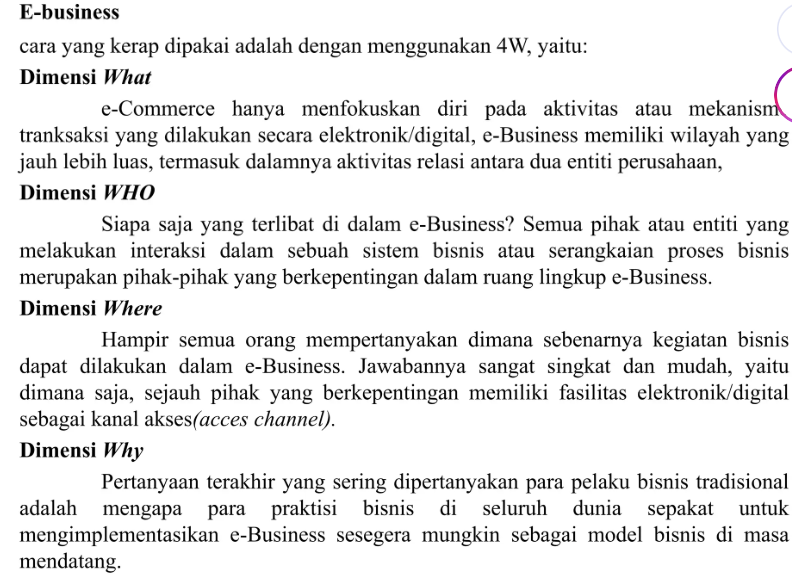 E-business
cara yang kerap dipakai adalah dengan menggunakan 4W, yaitu:
Dimensi What
e-Commerce hanya menfokuskan diri pada aktivitas atau mekanism
tranksaksi yang dilakukan secara elektronik/digital, e-Business memiliki wilayah yang
jauh lebih luas, termasuk dalamnya aktivitas relasi antara dua entiti perusahaan,
Dimensi WHO
Siapa saja yang terlibat di dalam e-Business? Semua pihak atau entiti yang
melakukan interaksi dalam sebuah sistem bisnis atau serangkaian proses bisnis
merupakan pihak-pihak yang berkepentingan dalam ruang lingkup e-Business.
Dimensi Where
Hampir semua orang mempertanyakan dimana sebenarnya kegiatan bisnis
dapat dilakukan dalam e-Business. Jawabannya sangat singkat dan mudah, yaitu
dimana saja, sejauh pihak yang berkepentingan memiliki fasilitas elektronik/digital
sebagai kanal akses(acces channel).
Dimensi Why
Pertanyaan terakhir yang sering dipertanyakan para pelaku bisnis tradisional
adalah mengapa para praktisi bisnis di seluruh dunia sepakat untuk
mengimplementasikan e-Business sesegera mungkin sebagai model bisnis di masa
mendatang.